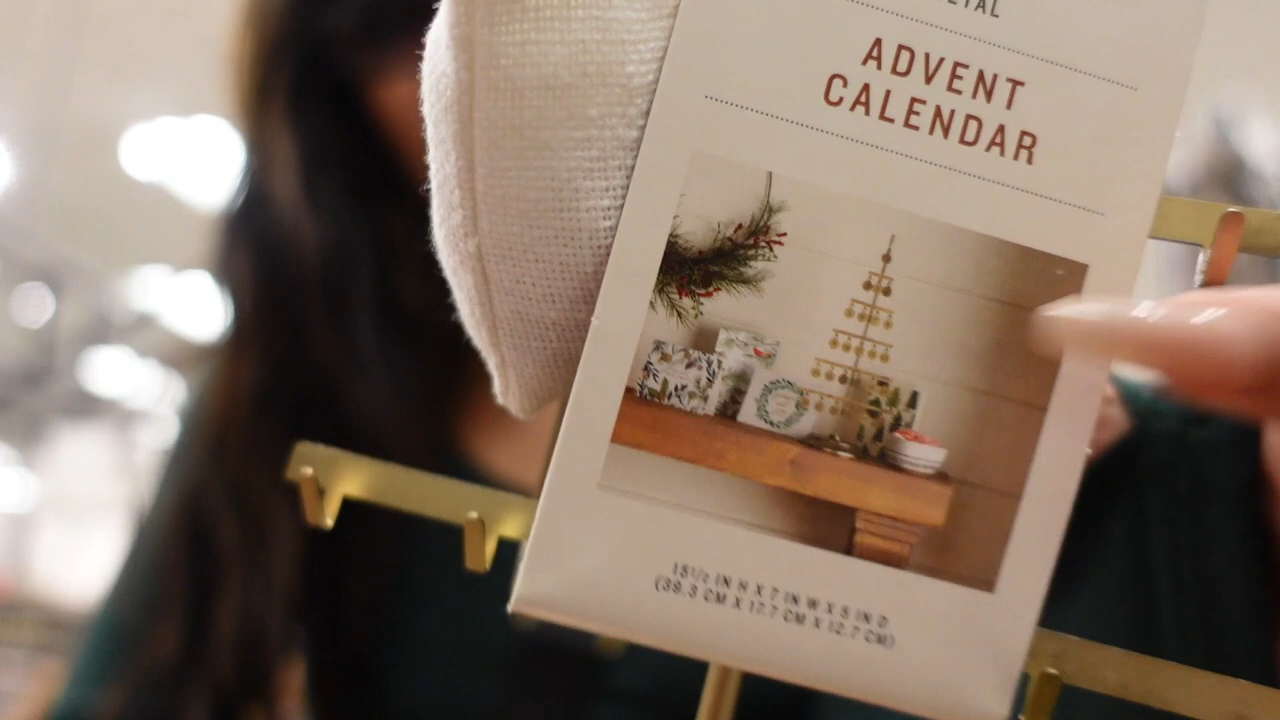 ADVENT
CALENDAR
15½ IN H X 7 IN W X 5 IN D
(39.3 CM X 17.7 CM X 12.7 CM)